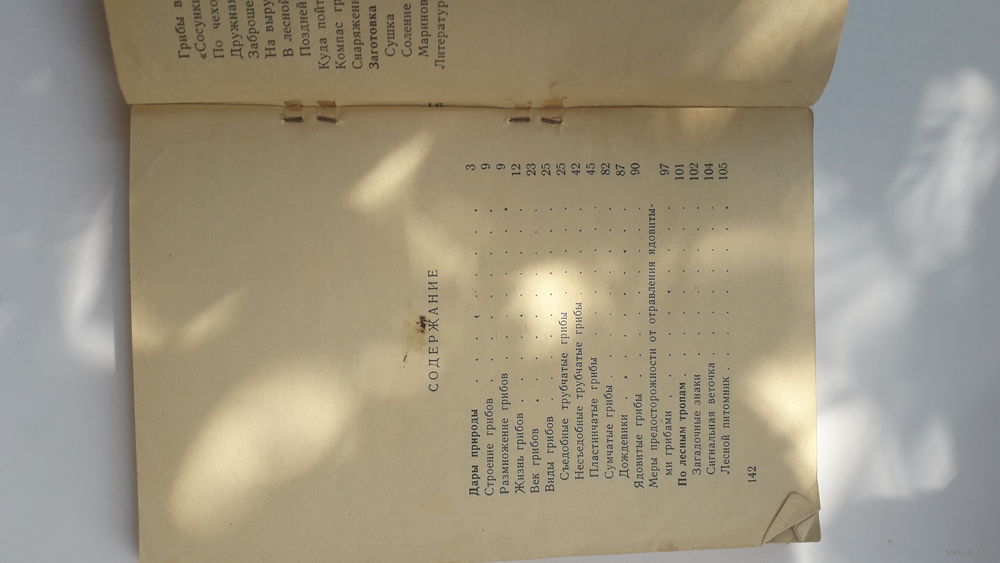 СОДЕРЖАНИЕ
Дары природы . . . . . . 3
Строение грибов . . . . . . 9
Размножение грибов . . . . . 9
Жизнь грибов . . . . . . 12
Век грибов . . . . . . 23
Виды грибов . . . . . . 25
Съедобные трубчатые грибы . . . . 25
Несъедобные трубчатые грибы . . . . 42
Пластинчатые грибы . . . . . 45
Сумчатые грибы . . . . . . 82
Дождевики . . . . . . 87
Ядовитые грибы . . . . . . 90
Меры предосторожности от отравления ядовиты-
ми грибами . . . . . . 97
По лесным тропам . . . . . . 101
Загадочные знаки . . . . . 102
Сигнальная веточка . . . . . 104
Лесной питомник . . . . . . 105
142
Грибы в
«Сосунки
По чехо
Дружная
Заброше
На выру
В лесной
Поздней
Куда пойт
Компас гр
Снаряжени
Заготовка
Сушка
Соление
Маринов
Литератур